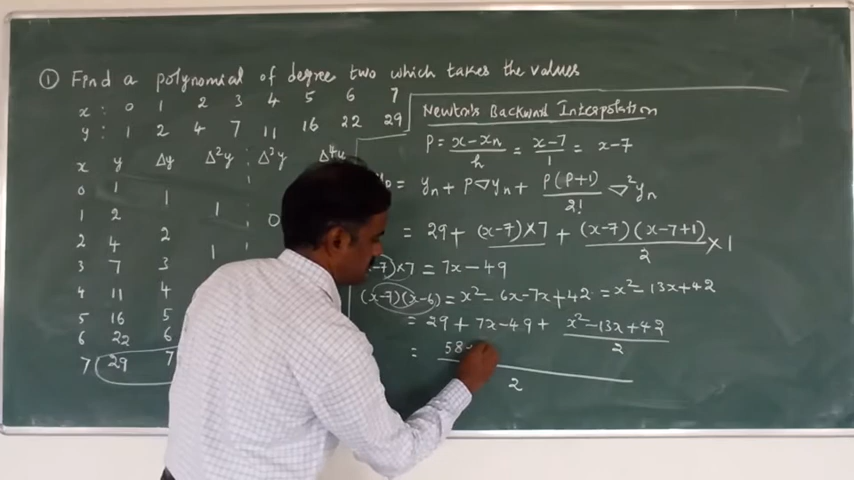 ① Find a polynomial of degree two which takes the values
x : 0 1 2 3 4 5 6 7
y : 1 2 4 7 11 16 22 29
x y Δy Δ²y Δ³y Δ⁴y
0 1
1
1 2 1 0
2 4 2
3 7 3 1
4 11 4
5 16 5
6 22 6
7 29 7
Newton's Backward Interpolation
P = (x - xn)/h = (x-7)/1 = x-7
= yn + P▽yn + P(P+1)/2! ▽²yn
= 29 + (x-7)×7 + (x-7)(x-7+1)/2 ×1
-7)×7 = 7x-49
(x-7)(x-6) = x²-6x-7x+42 = x²-13x+42
= 29 + 7x-49 + (x²-13x+42)/2
= 58 /2